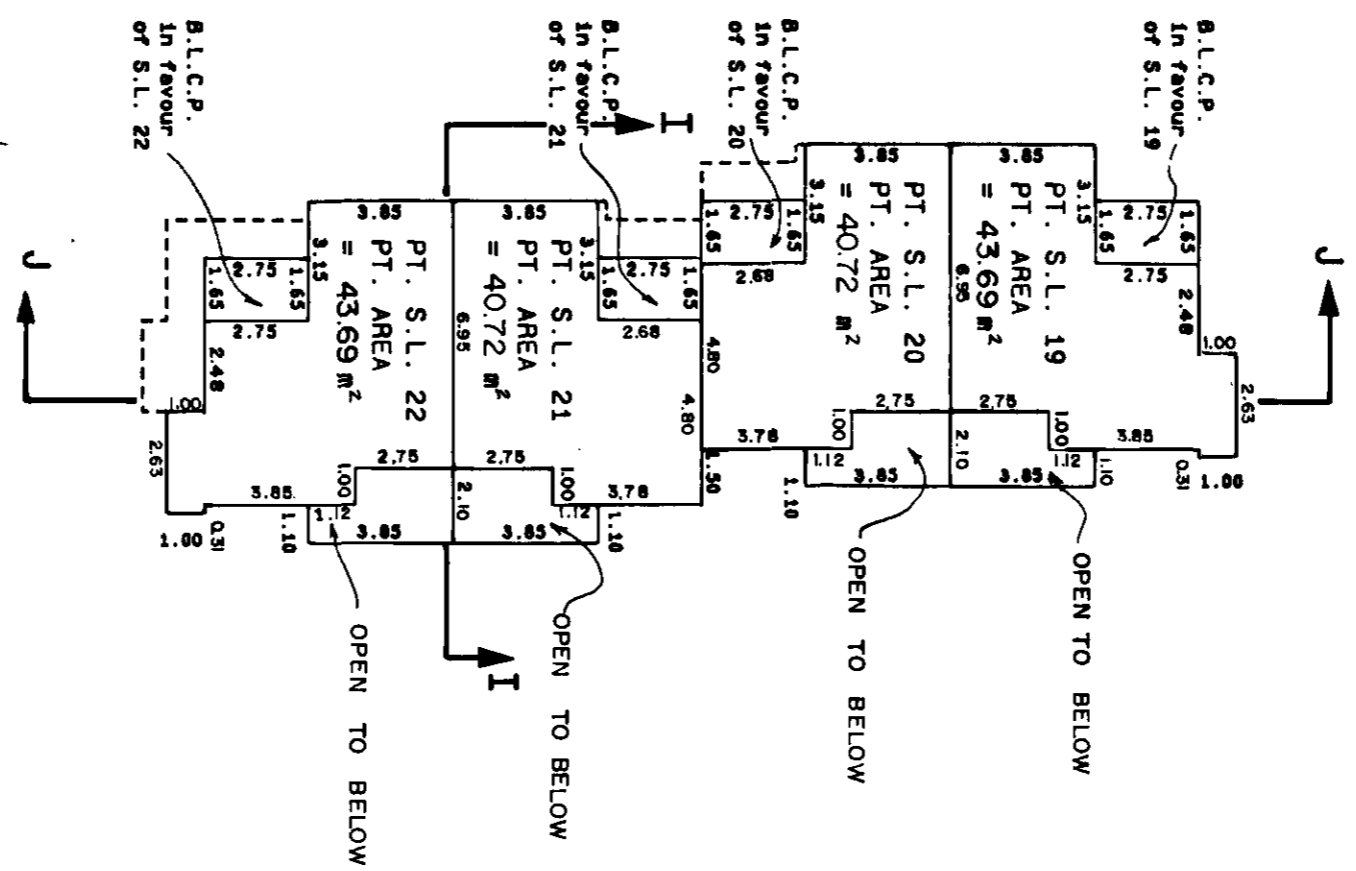 B.L.C.P.
in favour
of S.L. 22
B.L.C.P.
in favour
of S.L. 21
B.L.C.P.
in favour
of S.L. 20
B.L.C.P.
in favour
of S.L. 19
J
J
I
I
PT. S.L. 22
PT. AREA
= 43.69 m²
PT. S.L. 21
PT. AREA
= 40.72 m²
PT. S.L. 20
PT. AREA
= 40.72 m²
PT. S.L. 19
PT. AREA
= 43.69 m²
3.85
3.85
3.15
3.15
1.65
2.75
1.65
2.75
2.48
1.00
2.63
1.00
0.31
3.85
1.10
1.12
1.00
2.75
3.85
6.95
2.10
1.65
2.75
1.65
2.68
4.80
3.78
1.10
1.12
1.00
2.75
3.85
1.50
3.85
3.85
3.15
3.15
1.65
2.75
1.65
2.68
4.80
3.78
1.10
1.12
1.00
2.75
3.85
6.95
2.10
1.65
2.75
1.65
2.75
2.48
1.00
2.63
1.00
0.31
3.85
1.10
1.12
1.00
2.75
3.85
OPEN TO BELOW
OPEN TO BELOW
OPEN TO BELOW
OPEN TO BELOW